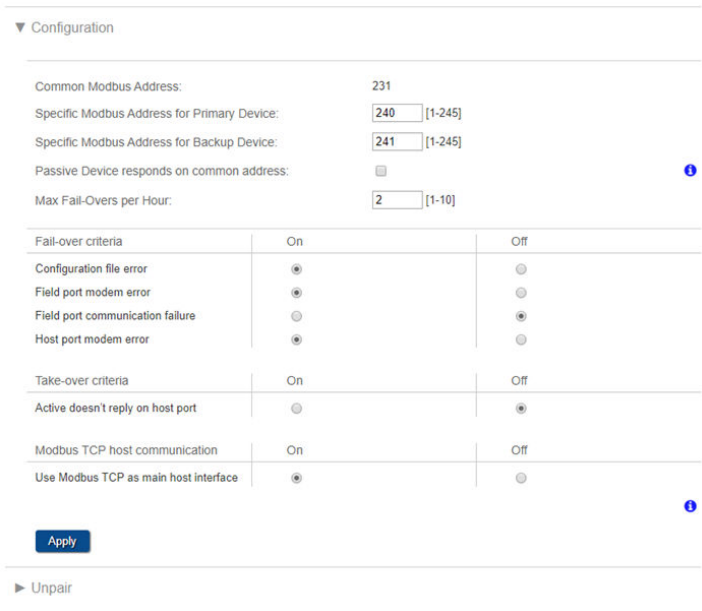 ▼ Configuration
Common Modbus Address: 231
Specific Modbus Address for Primary Device: 240 [1-245]
Specific Modbus Address for Backup Device: 241 [1-245]
Passive Device responds on common address:
Max Fail-Overs per Hour: 2 [1-10]
Fail-over criteria On Off
Configuration file error
Field port modem error
Field port communication failure
Host port modem error
Take-over criteria On Off
Active doesn't reply on host port
Modbus TCP host communication On Off
Use Modbus TCP as main host interface
Apply
► Unpair